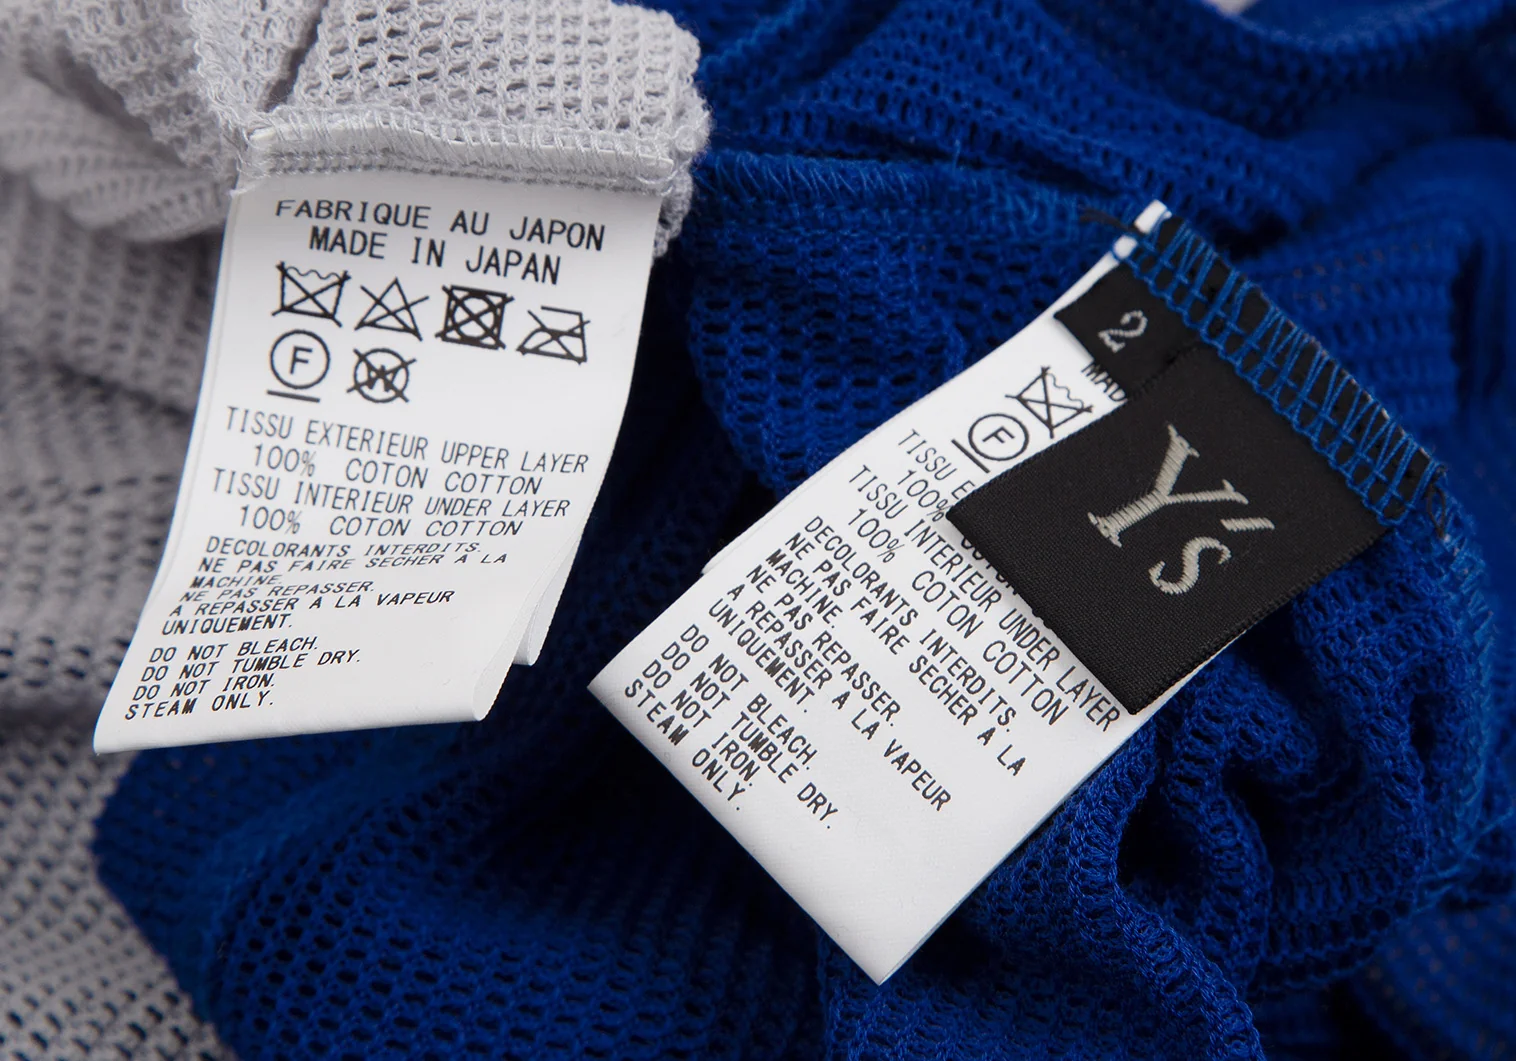 FABRIQUE AU JAPON
MADE IN JAPAN
F W
TISSU EXTERIEUR UPPER LAYER
100% COTON COTTON
TISSU INTERIEUR UNDER LAYER
100% COTON COTTON
DECOLORANTS INTERDITS.
NE PAS FAIRE SECHER A LA
MACHINE.
NE PAS REPASSER.
A REPASSER A LA VAPEUR
UNIQUEMENT.
DO NOT BLEACH.
DO NOT TUMBLE DRY.
DO NOT IRON.
STEAM ONLY.
2
Y's
MAD
F
TISSU E
100%
TISSU INTERIEUR UNDER LAYER
100% COTON COTTON
DECOLORANTS INTERDITS.
NE PAS FAIRE SECHER A LA
MACHINE.
NE PAS REPASSER.
A REPASSER A LA VAPEUR
UNIQUEMENT.
DO NOT BLEACH.
DO NOT TUMBLE DRY.
DO NOT IRON.
STEAM ONLY.